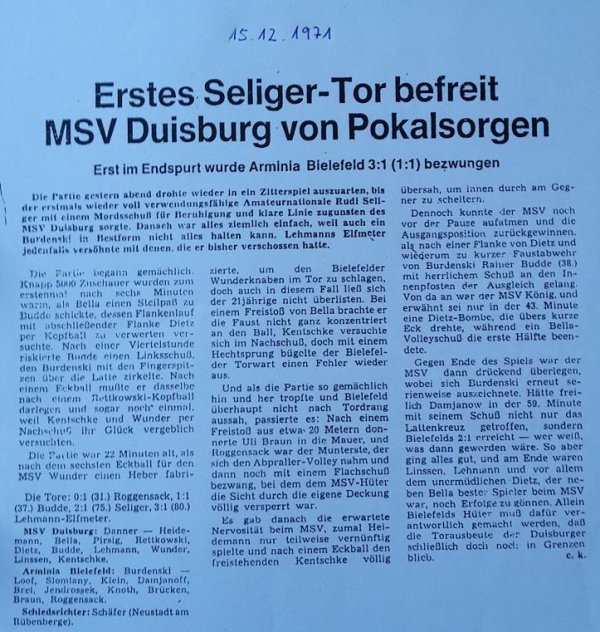 15.12.1971
Erstes Seliger-Tor befreit
MSV Duisburg von Pokalsorgen
Erst im Endspurt wurde Arminia Bielefeld 3:1 (1:1) bezwungen
Die Partie gestern abend drohte wieder in ein Zitterspiel auszuarten, bis
der erstmals wieder voll verwendungsfähige Amateurnationale Rudi Seli-
ger mit einem Mordsschuß für Beruhigung und klare Linie zugunsten des
MSV Duisburg sorgte. Danach war alles ziemlich einfach, weil auch ein
Burdenski in Bestform nicht alles halten kann. Lehmanns Elfmeter
jedenfalls versöhnte mit denen, die er bisher verschossen hatte.
Die Partie begann gemächlich.
Knapp 5000 Zuschauer wurden zum
erstenmal nach sechs Minuten
warm, als Bella einen Steilpaß zu
Budde schickte, dessen Flankenlauf
mit abschließender Flanke Dietz
per Kopfball zu verwerten ver-
suchte. Nach einer Viertelstunde
riskierte Budde einen Linksschuß,
den Burdenski mit den Fingerspit-
zen über die Latte zirkelte. Nach
einem Eckball mußte er dasselbe
nach einem Rettkowski-Kopfball
darlegen und sogar noch einmal,
weil Kentschke und Wunder per
Nachschuß ihr Glück vergeblich
versuchten.
Die Partie war 22 Minuten alt, als
nach dem sechsten Eckball für den
MSV Wunder einen Heber fabri-
Die Tore: 0:1 (31.) Roggensack, 1:1
(37.) Budde, 2:1 (75.) Seliger, 3:1 (80.)
Lehmann-Elfmeter.
MSV Duisburg: Danner — Heide-
mann, Bella, Pirsig, Rettkowski,
Dietz, Budde, Lehmann, Wunder,
Linssen, Kentschke.
Arminia Bielefeld: Burdenski —
Loof, Slomiany, Klein, Damjanoff,
Brei, Jendrossek, Knoth, Brücken,
Braun, Roggensack.
Schiedsrichter: Schäfer (Neustadt am
Rübenberge).
zierte, um den Bielefelder
Wunderknaben im Tor zu schlagen,
doch auch in diesem Fall ließ sich
der 21jährige nicht überlisten. Bei
einem Freistoß von Bella brachte er
die Faust nicht ganz konzentriert
an den Ball, Kentschke versuchte
sich im Nachschuß, doch mit einem
Hechtsprung bügelte der Bielefel-
der Torwart einen Fehler wieder
aus.
Und als die Partie so gemächlich
hin und her tropfte und Bielefeld
überhaupt nicht nach Tordrang
aussah, passierte es: Nach einem
Freistoß aus etwa 20 Metern don-
nerte Uli Braun in die Mauer, und
Roggensack war der Munterste, der
sich den Abpraller-Volley nahm und
dann noch mit einem Flachschuß
bezwang, bei dem dem MSV-Hüter
die Sicht durch die eigene Deckung
völlig versperrt war.
Es gab danach die erwartete
Nervosität beim MSV, zumal Hei-
demann nur teilweise vernünftig
spielte und nach einem Eckball den
freistehenden Kentschke völlig
übersah, um innen durch am Geg-
ner zu scheitern.
Dennoch konnte der MSV noch
vor der Pause aufatmen und die
Ausgangsposition zurückgewinnen,
als nach einer Flanke von Dietz und
wiederum zu kurzer Faustabwehr
von Burdenski Rainer Budde (38.)
mit herrlichem Schuß an den In-
nenpfosten der Ausgleich gelang.
Von da an war der MSV König, und
erwähnt sei nur in der 43. Minute
eine Dietz-Bombe, die übers kurze
Eck drehte, während ein Bella-
Volleyschuß die erste Hälfte been-
dete.
Gegen Ende des Spiels war der
MSV dann drückend überlegen,
wobei sich Burdenski erneut se-
rienweise auszeichnete. Hätte frei-
lich Damjanow in der 59. Minute
mit seinem Schuß nicht nur das
Lattenkreuz getroffen, sondern
Bielefelds 2:1 erreicht — wer weiß,
was dann geworden wäre. So aber
ging alles gut, und am Ende waren
Linssen, Lehmann und vor allem
dem unermüdlichen Dietz, der ne-
ben Bella bester Spieler beim MSV
war, noch Erfolge zu gönnen. Allein
Bielefelds Hüter muß dafür ver-
antwortlich gemacht werden, daß
die Torausbeute der Duisburger
schließlich doch noch in Grenzen
blieb.
c. k.